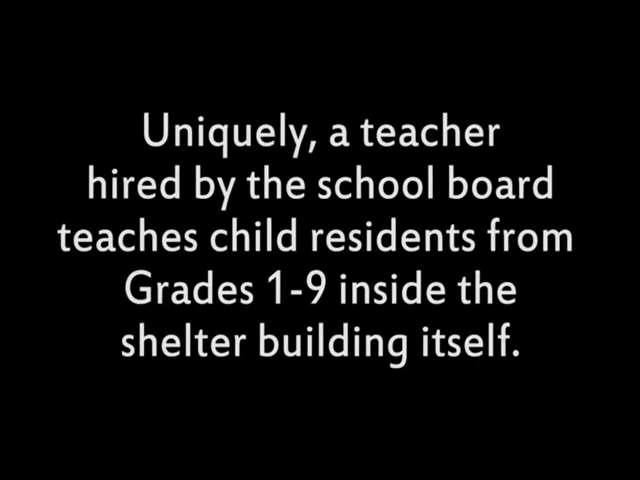 Uniquely, a teacher
hired by the school board
teaches child residents from
Grades 1-9 inside the
shelter building itself.